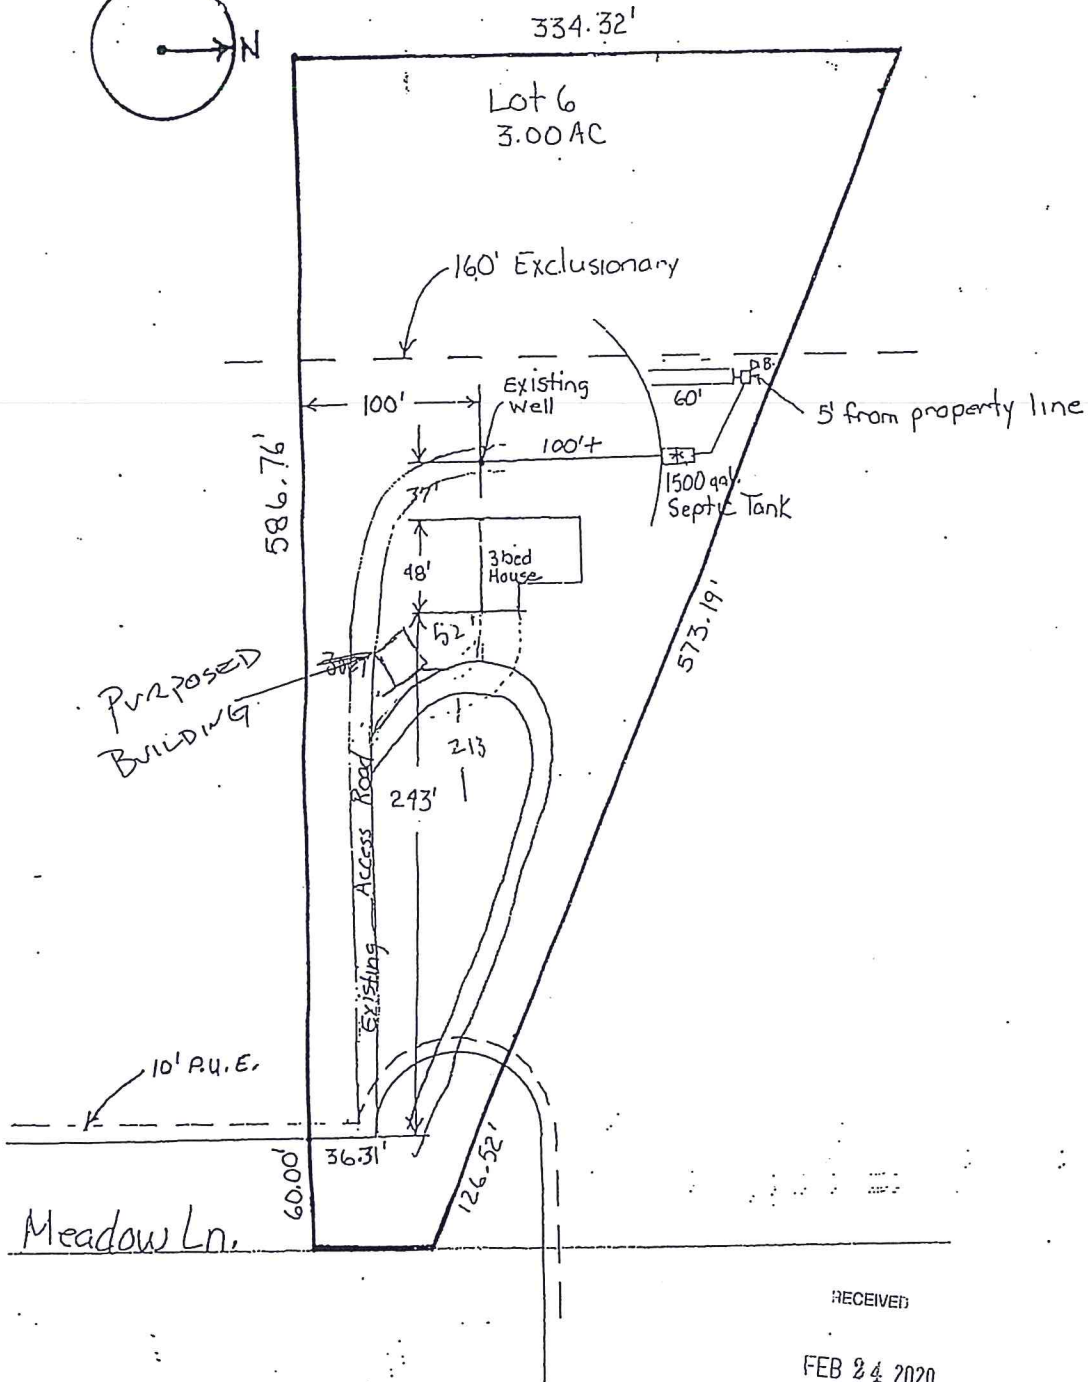 334.32'
N
Lot 6
3.00 AC
160' Exclusionary
D.B.
60'
Existing
Well
100'
5' from property line
100'+
586.76'
37'
1500 gal.
Septic Tank
3 bed
House
48'
52'
573.19'
PURPOSED
BUILDING
213
243'
Existing Access Road
10' P.U.E.
36.31'
60.00'
126.52'
Meadow Ln.
RECEIVED
FEB 24 2020